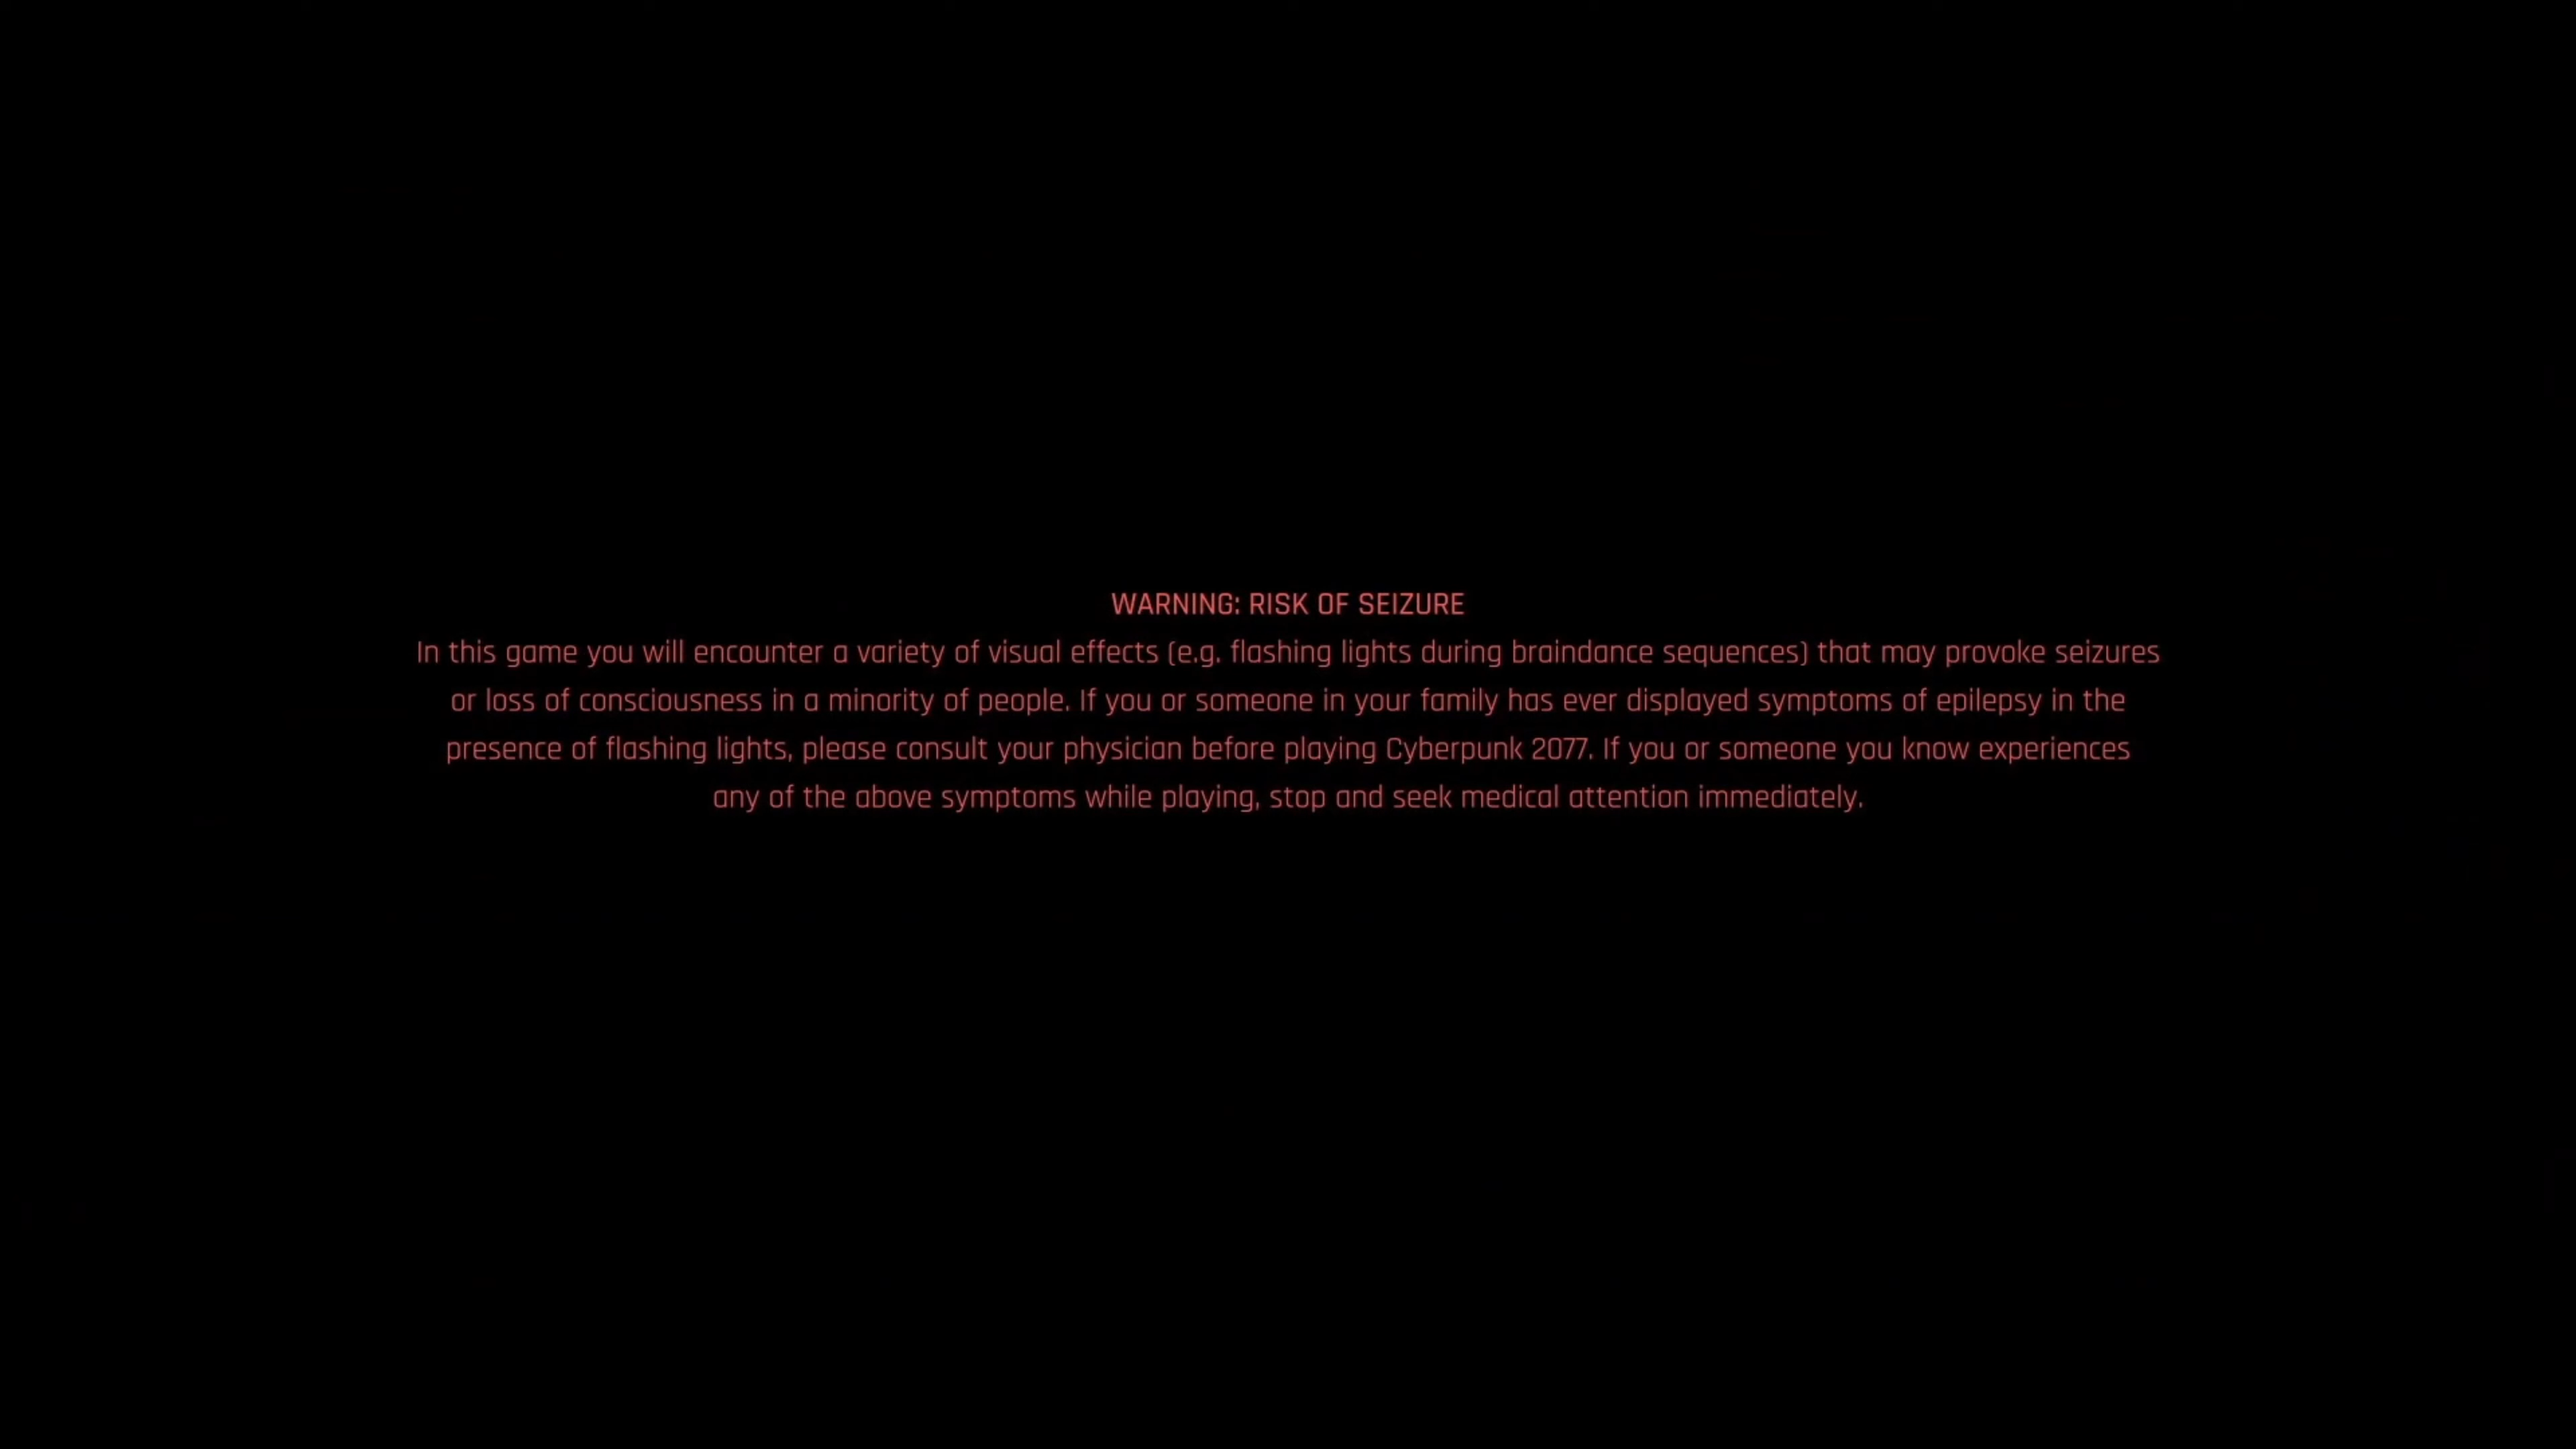 WARNING: RISK OF SEIZURE
In this game you will encounter a variety of visual effects (e.g. flashing lights during braindance sequences) that may provoke seizures
or loss of consciousness in a minority of people. If you or someone in your family has ever displayed symptoms of epilepsy in the
presence of flashing lights, please consult your physician before playing Cyberpunk 2077. If you or someone you know experiences
any of the above symptoms while playing, stop and seek medical attention immediately.